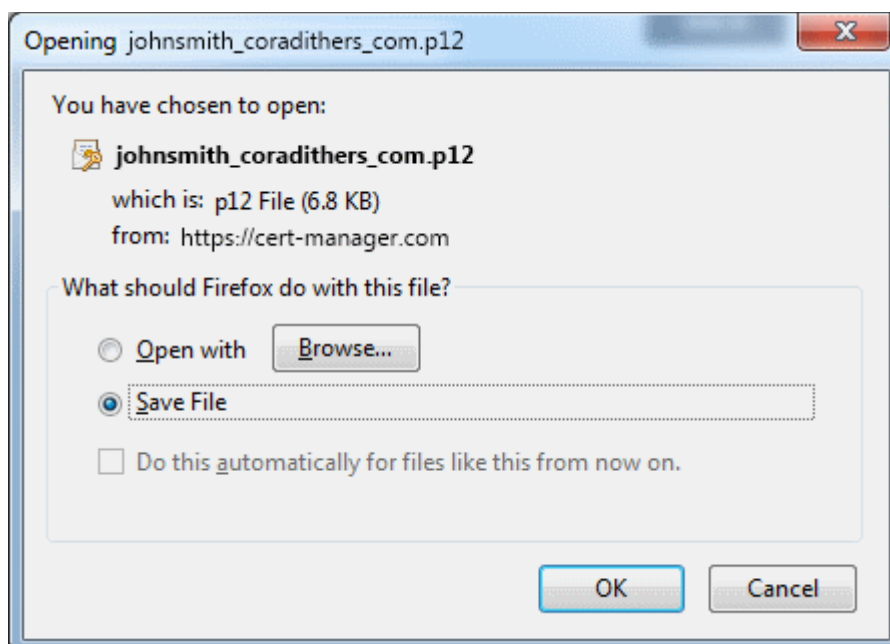 Opening johnsmith_coradithers_com.p12
You have chosen to open:
johnsmith_coradithers_com.p12
which is: p12 File (6.8 KB)
from: https://cert-manager.com
What should Firefox do with this file?
Open with Browse...
Save File
Do this automatically for files like this from now on.
OK Cancel